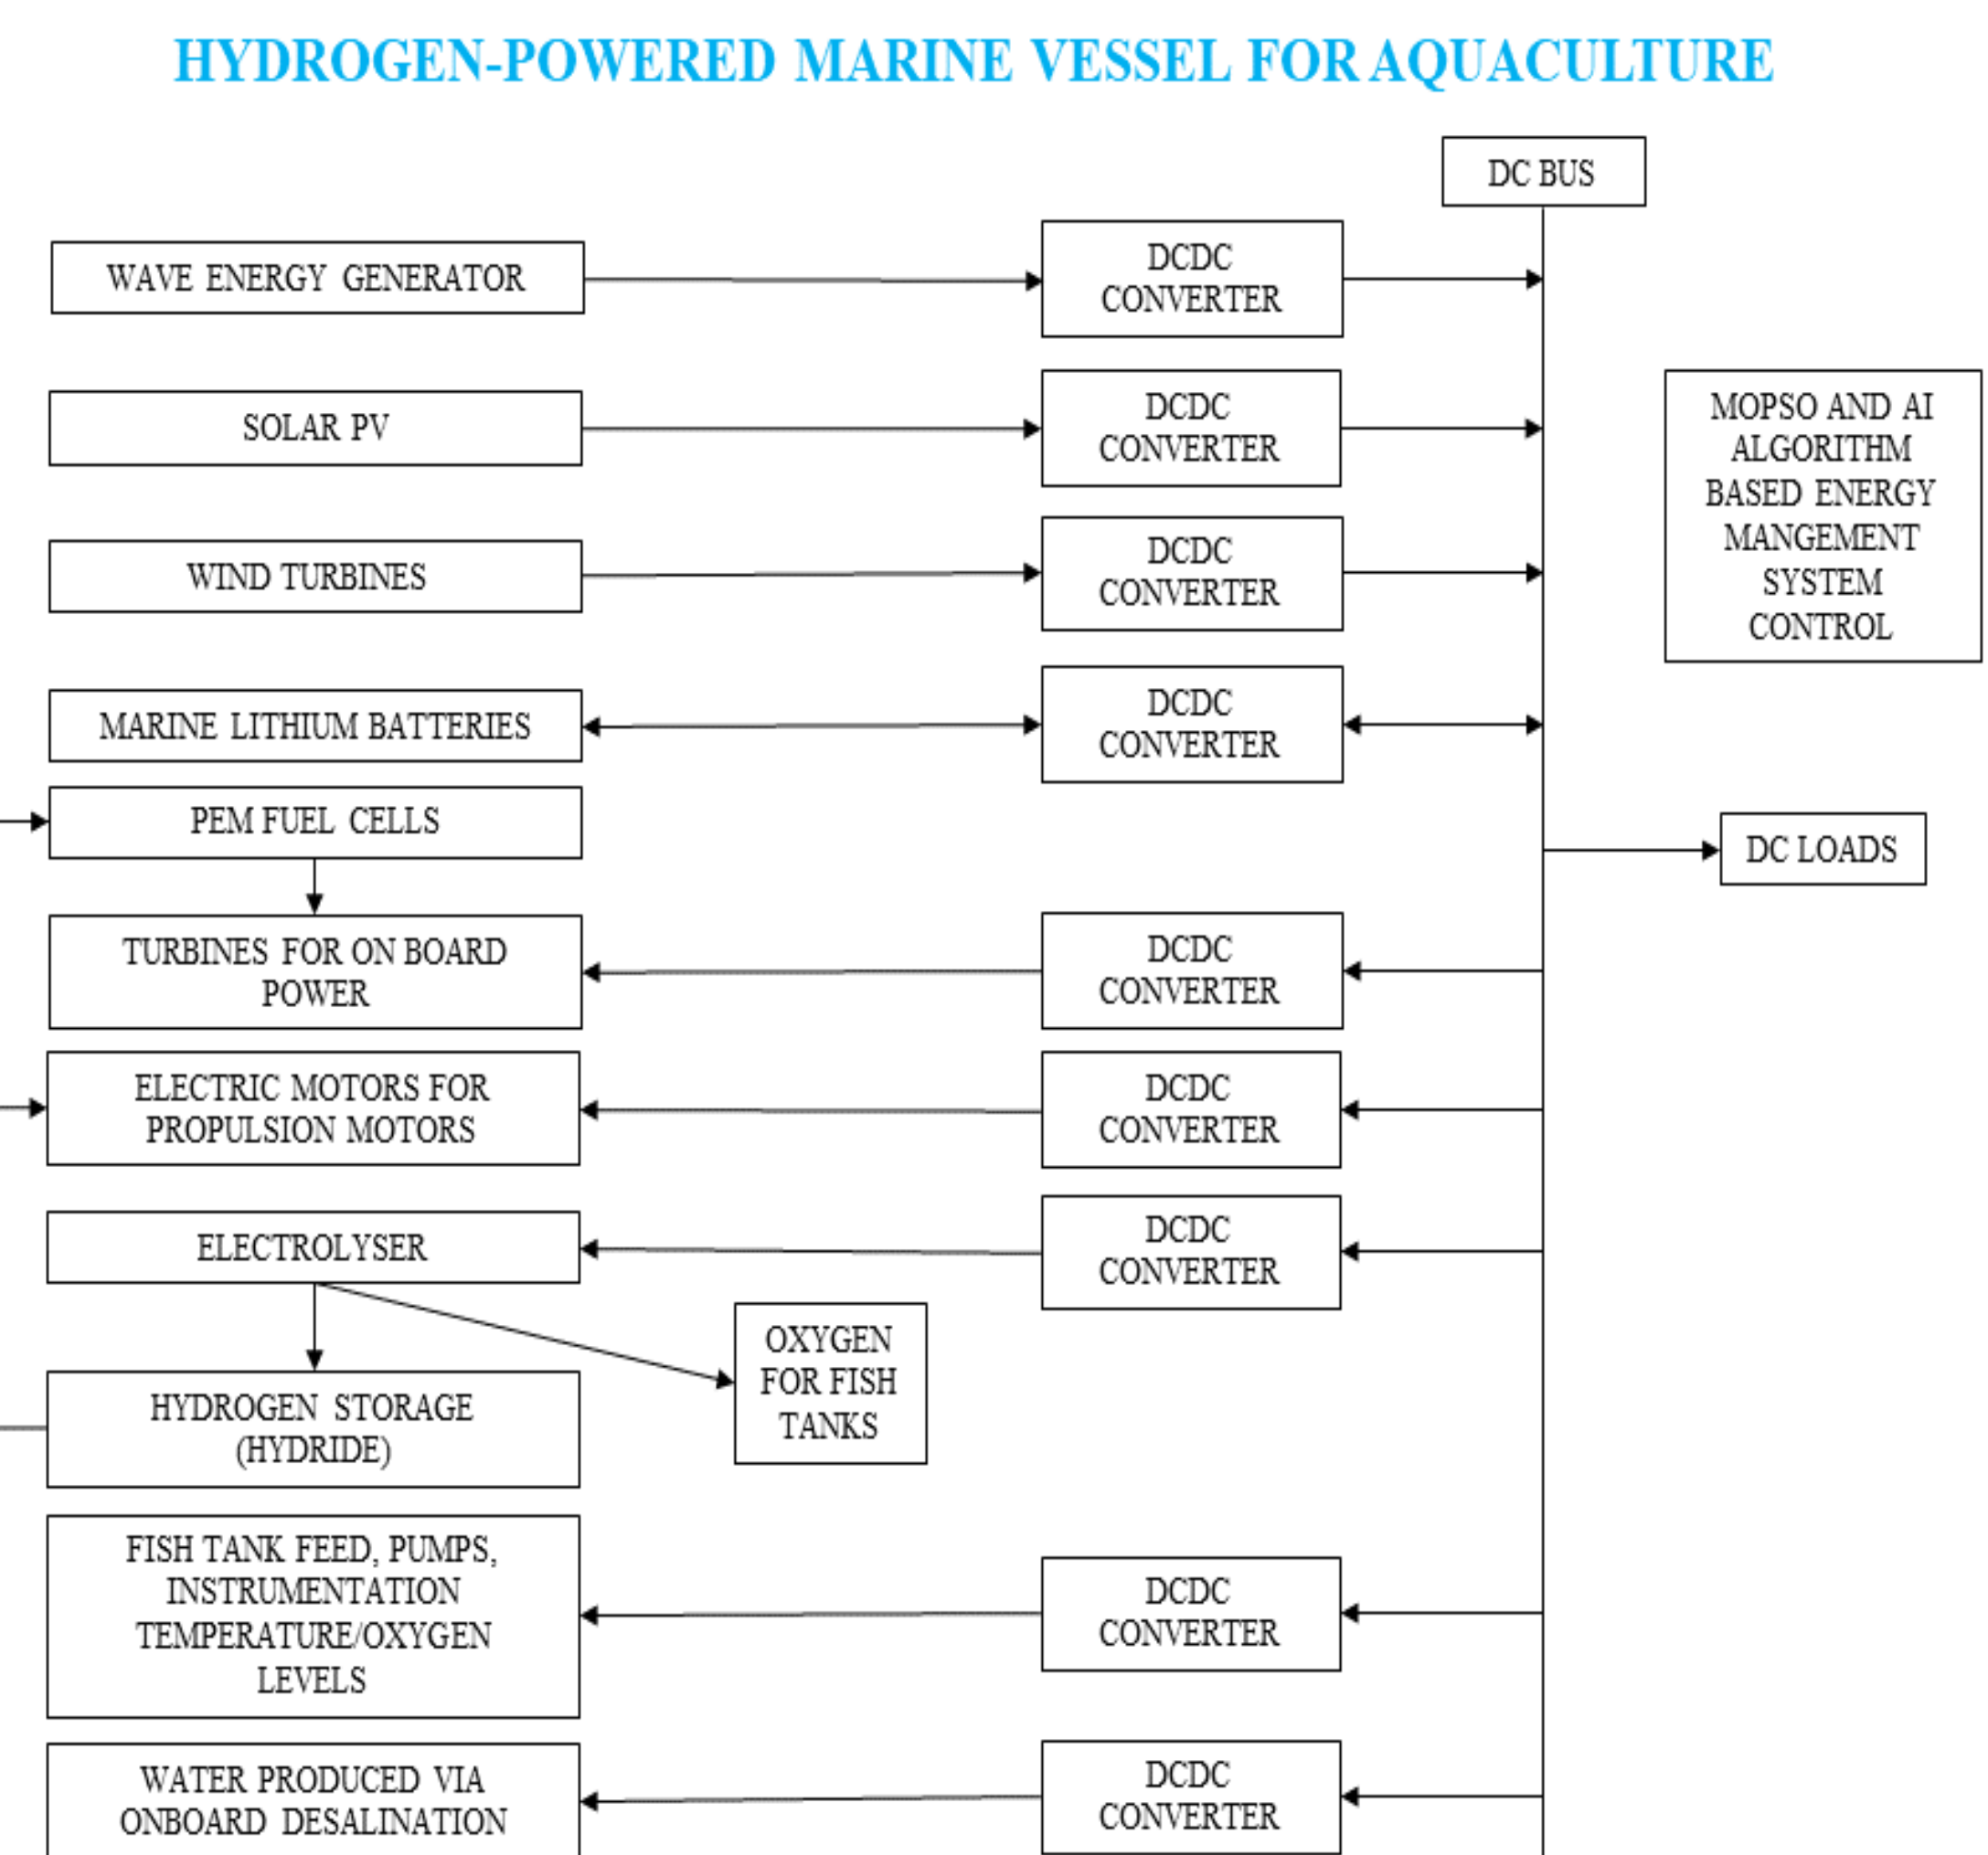 HYDROGEN-POWERED MARINE VESSEL FOR AQUACULTURE
DC BUS
WAVE ENERGY GENERATOR
DCDC
CONVERTER
SOLAR PV
DCDC
CONVERTER
MOPSO AND AI
ALGORITHM
BASED ENERGY
MANGEMENT
SYSTEM
CONTROL
WIND TURBINES
DCDC
CONVERTER
MARINE LITHIUM BATTERIES
DCDC
CONVERTER
PEM FUEL CELLS
DC LOADS
TURBINES FOR ON BOARD
POWER
DCDC
CONVERTER
ELECTRIC MOTORS FOR
PROPULSION MOTORS
DCDC
CONVERTER
ELECTROLYSER
DCDC
CONVERTER
OXYGEN
FOR FISH
TANKS
HYDROGEN STORAGE
(HYDRIDE)
FISH TANK FEED, PUMPS,
INSTRUMENTATION
TEMPERATURE/OXYGEN
LEVELS
DCDC
CONVERTER
WATER PRODUCED VIA
ONBOARD DESALINATION
DCDC
CONVERTER